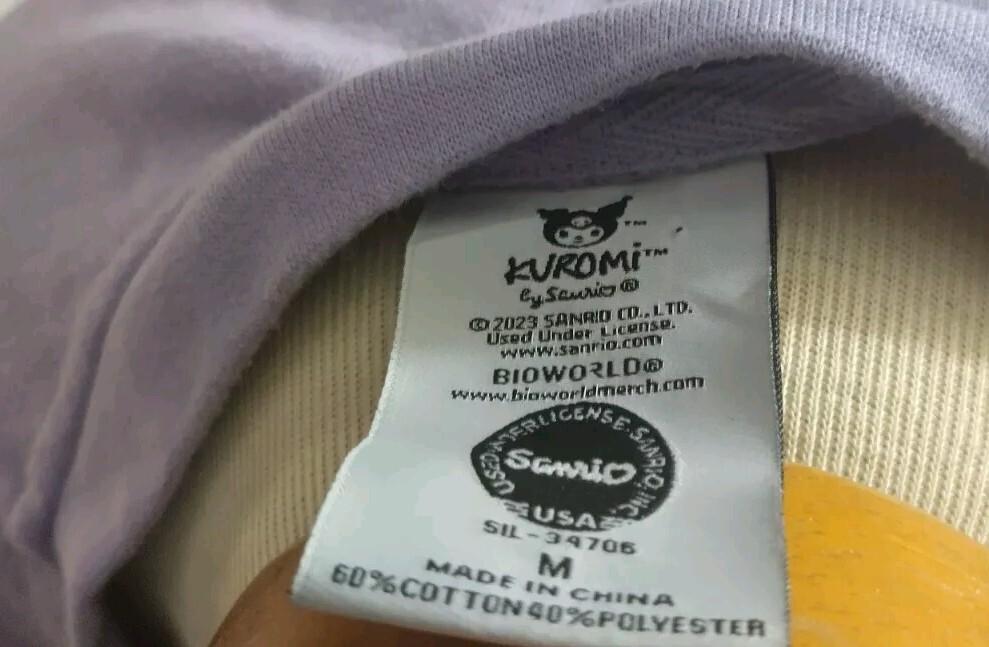 ™
KUROMi™
by Sanrio®
© 2023 SANRIO CO., LTD.
Used Under License.
www.sanrio.com
BIOWORLD®
www.bioworldmerch.com
USED UNDER LICENSE. SANRIO, INC.
Sanrio
USA
SIL-34706
M
MADE IN CHINA
60%COTTON40%POLYESTER